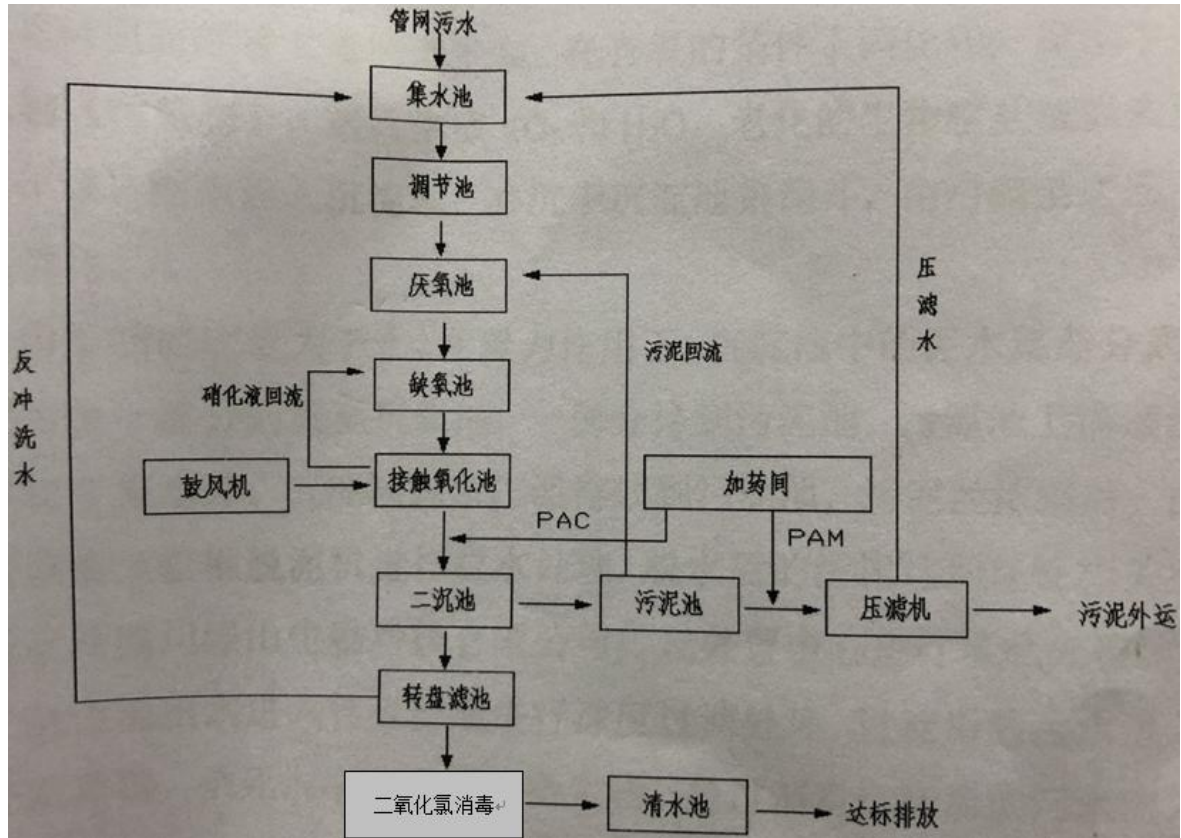 管网污水
集水池
调节池
厌氧池
压滤水
污泥回流
反冲洗水
缺氧池
硝化液回流
鼓风机
接触氧化池
加药间
PAC
PAM
二沉池
污泥池
压滤机
污泥外运
转盘滤池
二氧化氯消毒
清水池
达标排放